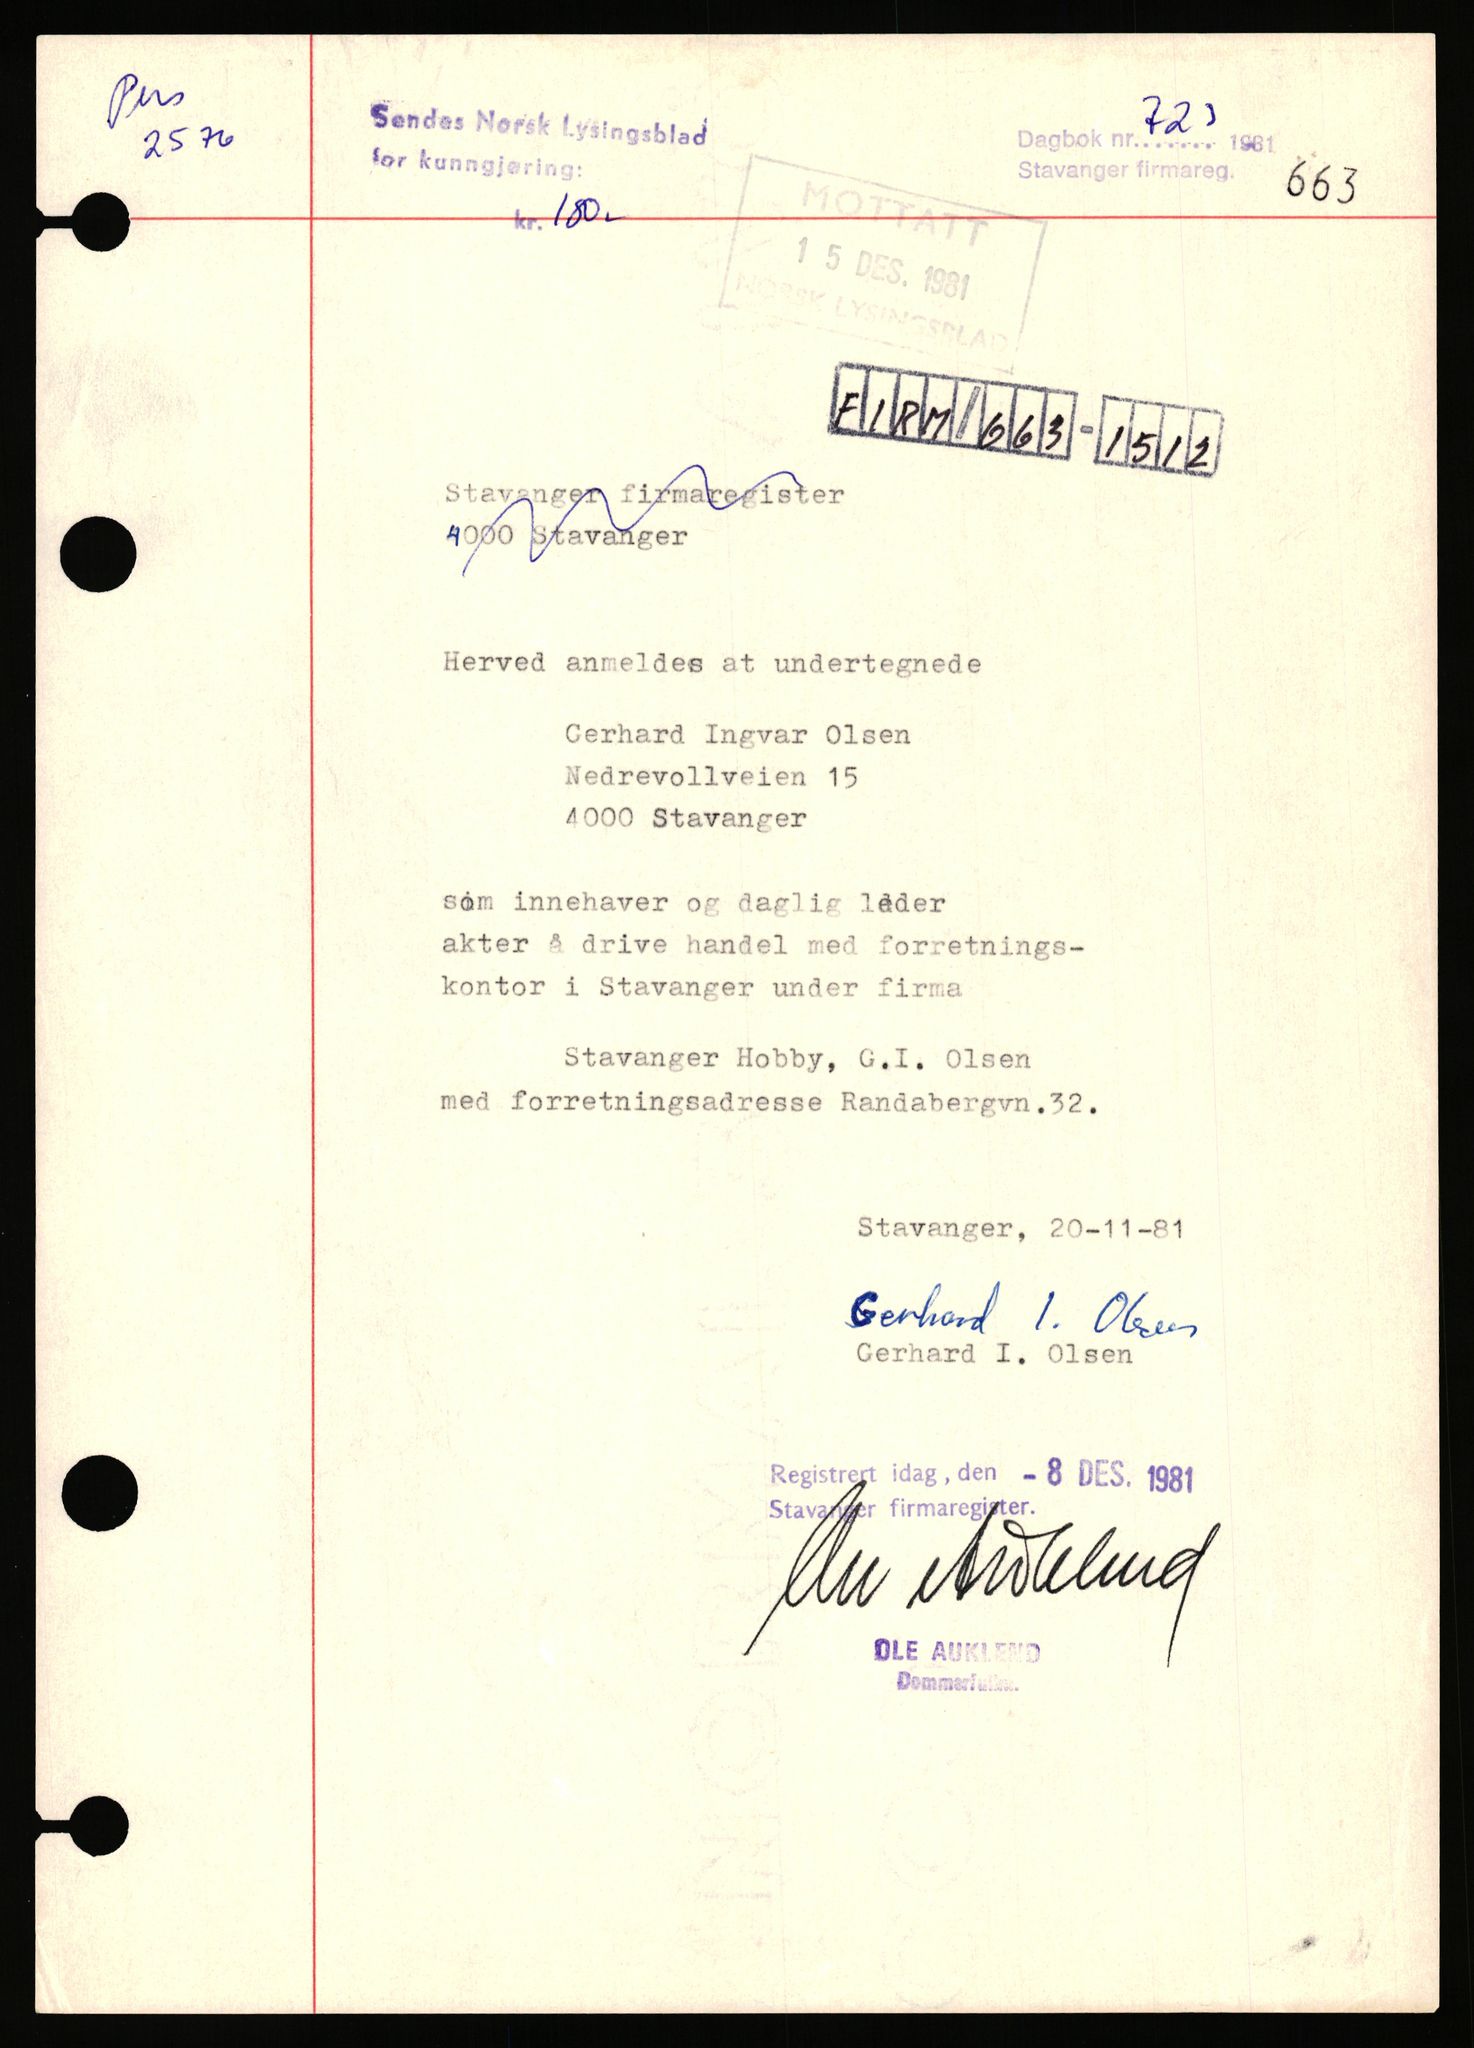 Pers
2576
Sendes Norsk Lysingsblad
for kunngjøring:
kr. 180.-
Dagbok nr. 723 1981
Stavanger firmareg.
663
MOTTATT
15 DES. 1981
NORSK LYSINGSBLAD
FIRM/663-1512
Stavanger firmaregister
4000 Stavanger
Herved anmeldes at undertegnede
Gerhard Ingvar Olsen
Nedrevollveien 15
4000 Stavanger
som innehaver og daglig leder
akter å drive handel med forretnings-
kontor i Stavanger under firma
Stavanger Hobby, G.I. Olsen
med forretningsadresse Randabergvn.32.
Stavanger, 20-11-81
Gerhard I. Olsen
Gerhard I. Olsen
Registrert idag, den - 8 DES. 1981
Stavanger firmaregister.
Ole Auklend
OLE AUKLEND
Dommerfullm.